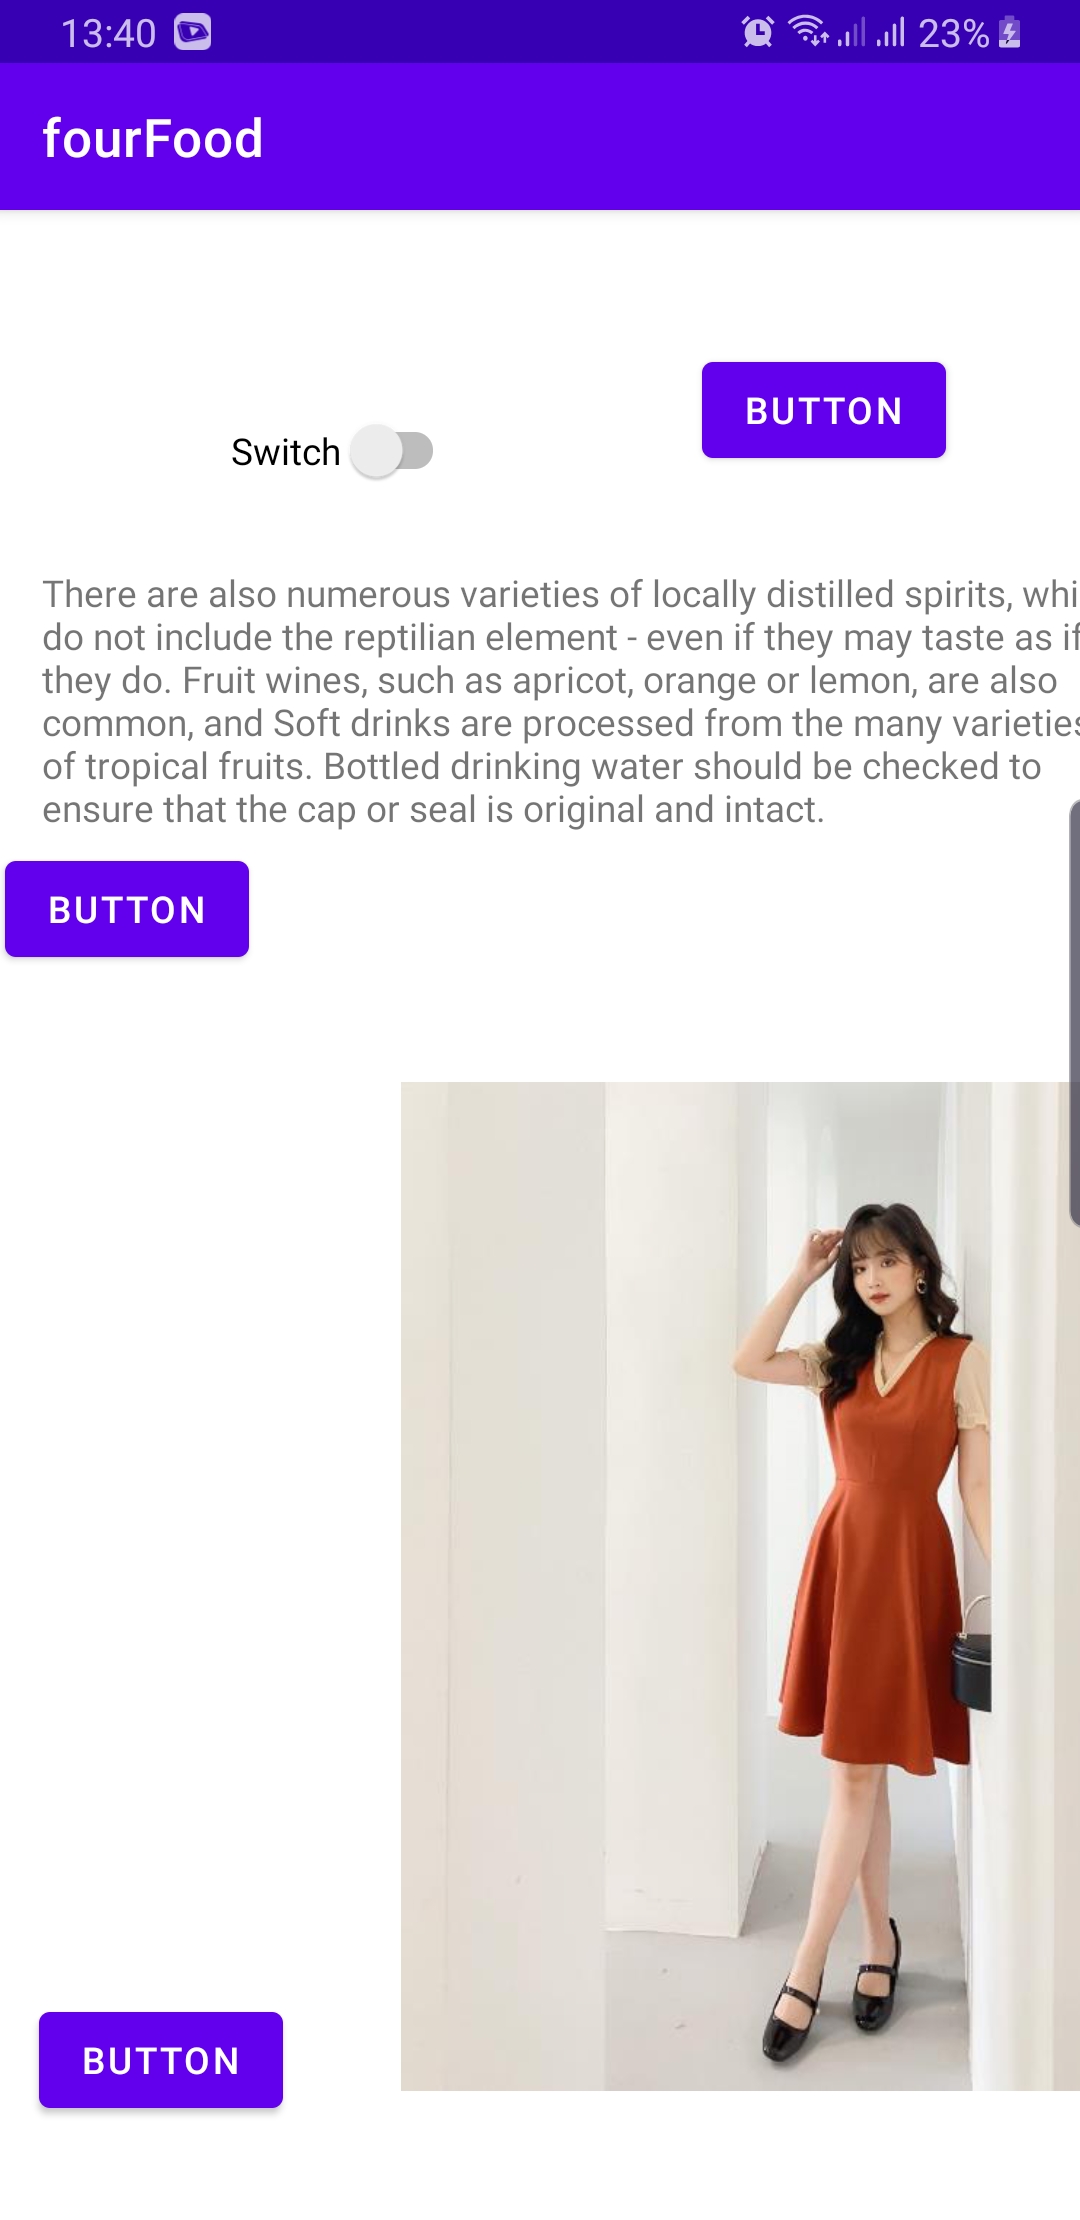 13:40 23%
fourFood
BUTTON
Switch
There are also numerous varieties of locally distilled spirits, whi
do not include the reptilian element - even if they may taste as if
they do. Fruit wines, such as apricot, orange or lemon, are also
common, and Soft drinks are processed from the many varieties
of tropical fruits. Bottled drinking water should be checked to
ensure that the cap or seal is original and intact.
BUTTON
BUTTON